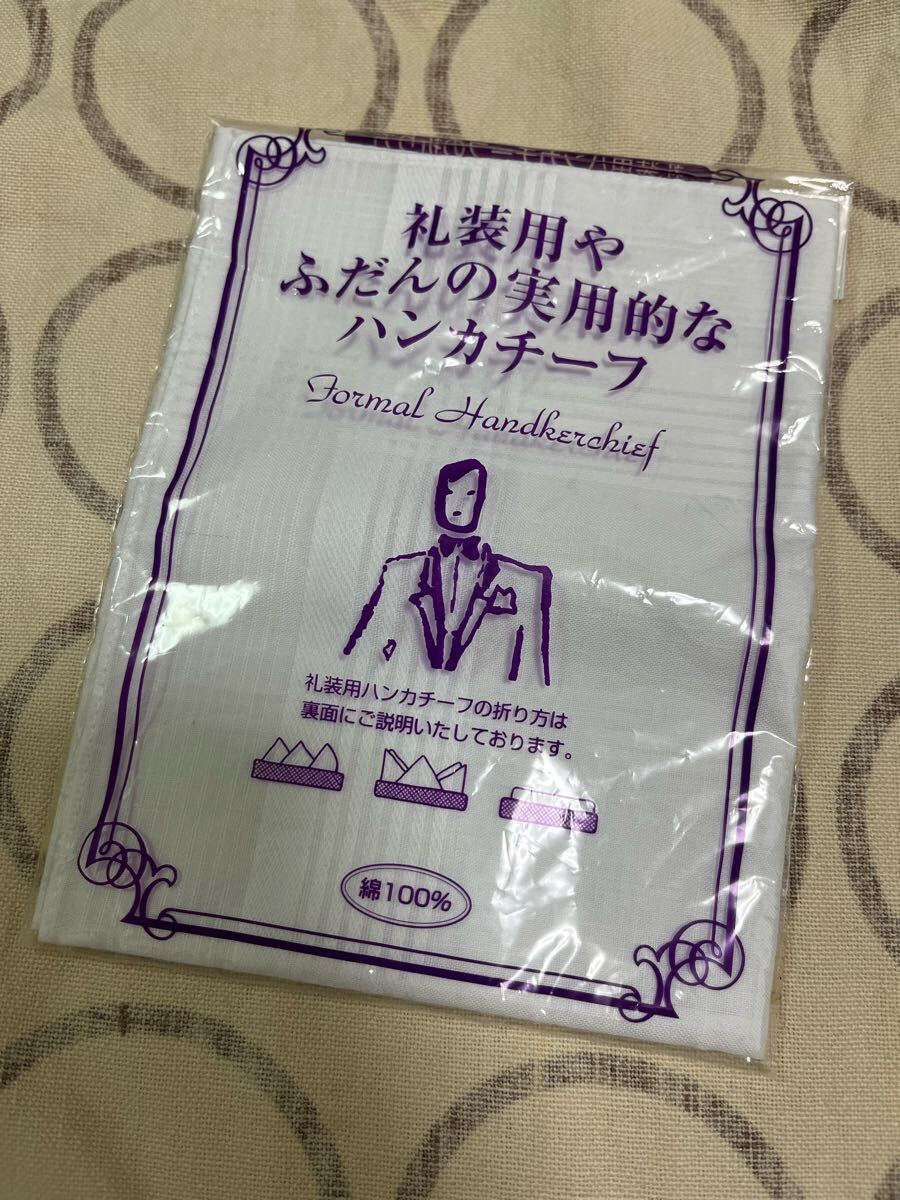 礼装用や
ふだんの実用的な
ハンカチーフ
Formal Handkerchief
礼装用ハンカチーフの折り方は
裏面にご説明いたしております。
綿100%